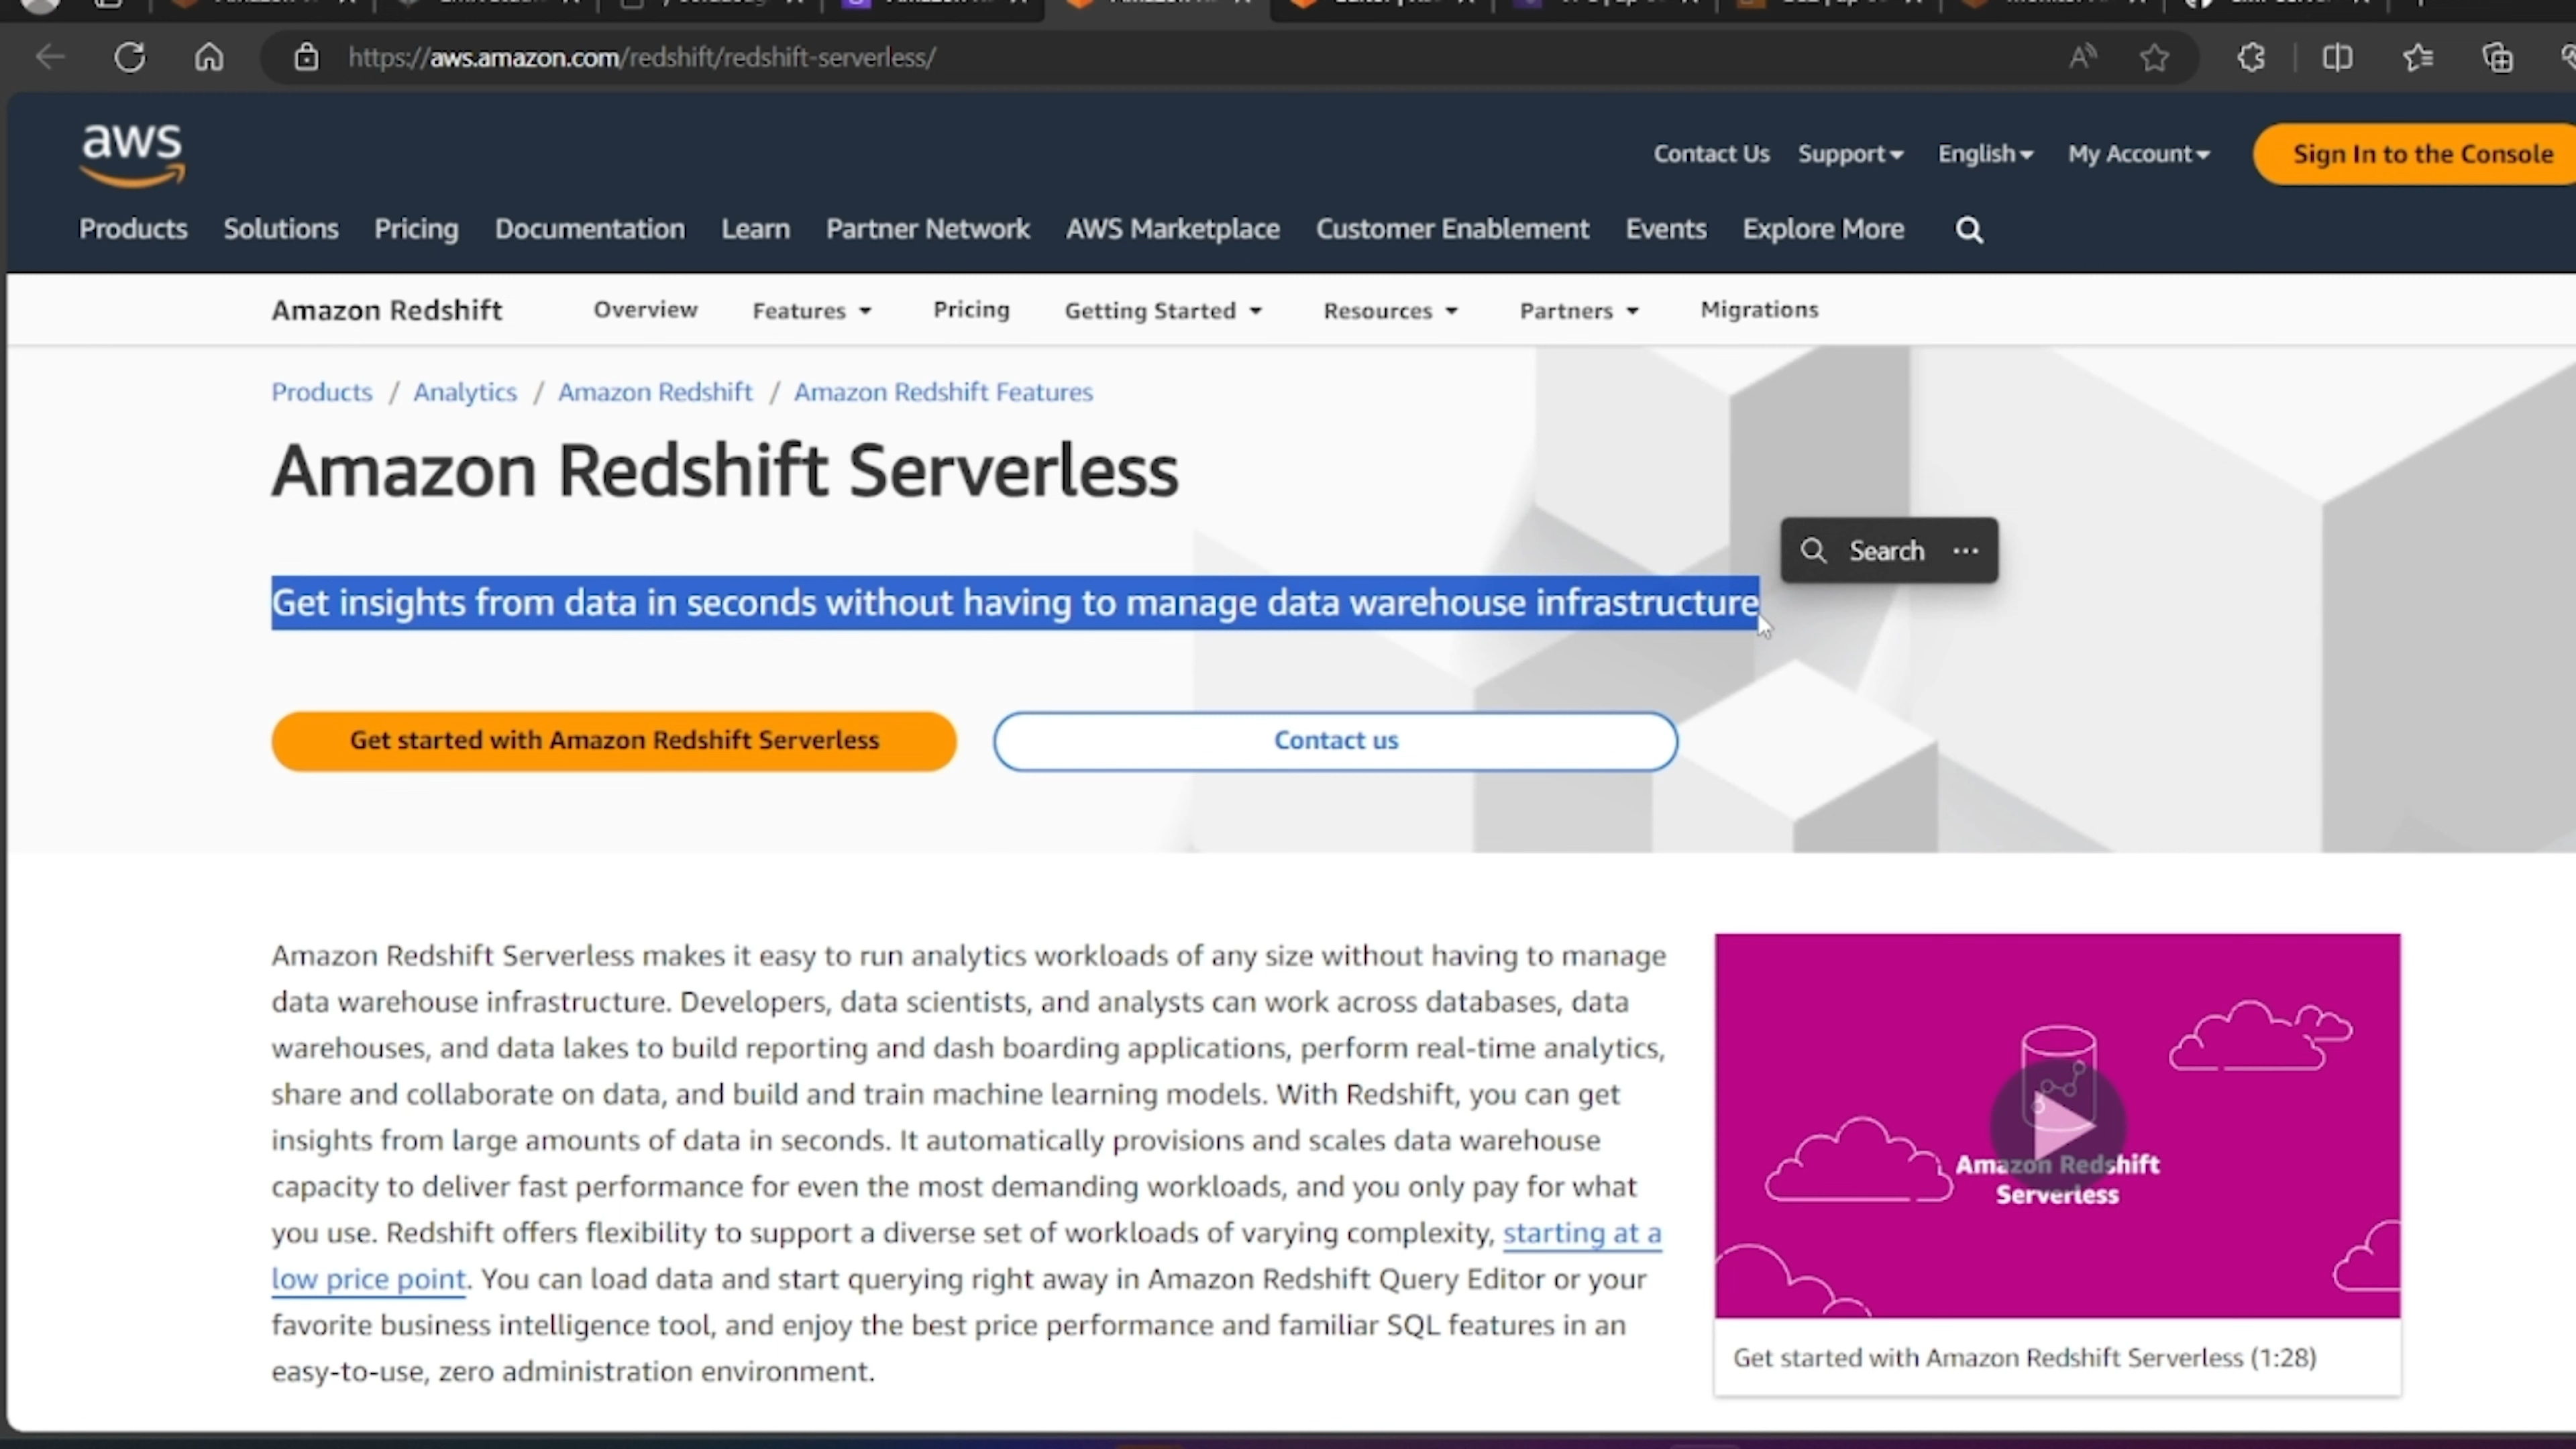 https://aws.amazon.com/redshift/redshift-serverless/
aws
Contact Us Support English My Account Sign In to the Console
Products Solutions Pricing Documentation Learn Partner Network AWS Marketplace Customer Enablement Events Explore More
Amazon Redshift Overview Features Pricing Getting Started Resources Partners Migrations
Products / Analytics / Amazon Redshift / Amazon Redshift Features
Amazon Redshift Serverless
Search ...
Get insights from data in seconds without having to manage data warehouse infrastructure
Get started with Amazon Redshift Serverless Contact us
Amazon Redshift Serverless makes it easy to run analytics workloads of any size without having to manage
data warehouse infrastructure. Developers, data scientists, and analysts can work across databases, data
warehouses, and data lakes to build reporting and dash boarding applications, perform real-time analytics,
share and collaborate on data, and build and train machine learning models. With Redshift, you can get
insights from large amounts of data in seconds. It automatically provisions and scales data warehouse
capacity to deliver fast performance for even the most demanding workloads, and you only pay for what
you use. Redshift offers flexibility to support a diverse set of workloads of varying complexity, starting at a
low price point. You can load data and start querying right away in Amazon Redshift Query Editor or your
favorite business intelligence tool, and enjoy the best price performance and familiar SQL features in an
easy-to-use, zero administration environment.
Amazon Redshift
Serverless
Get started with Amazon Redshift Serverless (1:28)